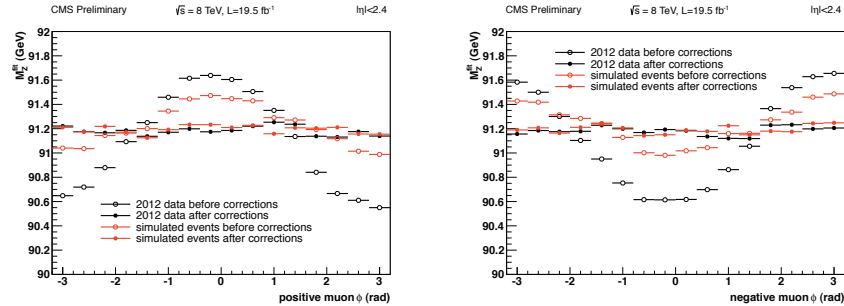 CMS Preliminary √s = 8 TeV, L=19.5 fb⁻¹ |η|<2.4
M_Z^fit (GeV)
92
91.8
91.6
91.4
91.2
91
90.8
90.6
90.4
90.2
90
2012 data before corrections
2012 data after corrections
simulated events before corrections
simulated events after corrections
-3 -2 -1 0 1 2 3
positive muon ϕ (rad)
CMS Preliminary √s = 8 TeV, L=19.5 fb⁻¹ |η|<2.4
M_Z^fit (GeV)
92
91.8
91.6
91.4
91.2
91
90.8
90.6
90.4
90.2
90
2012 data before corrections
2012 data after corrections
simulated events before corrections
simulated events after corrections
-3 -2 -1 0 1 2 3
negative muon ϕ (rad)